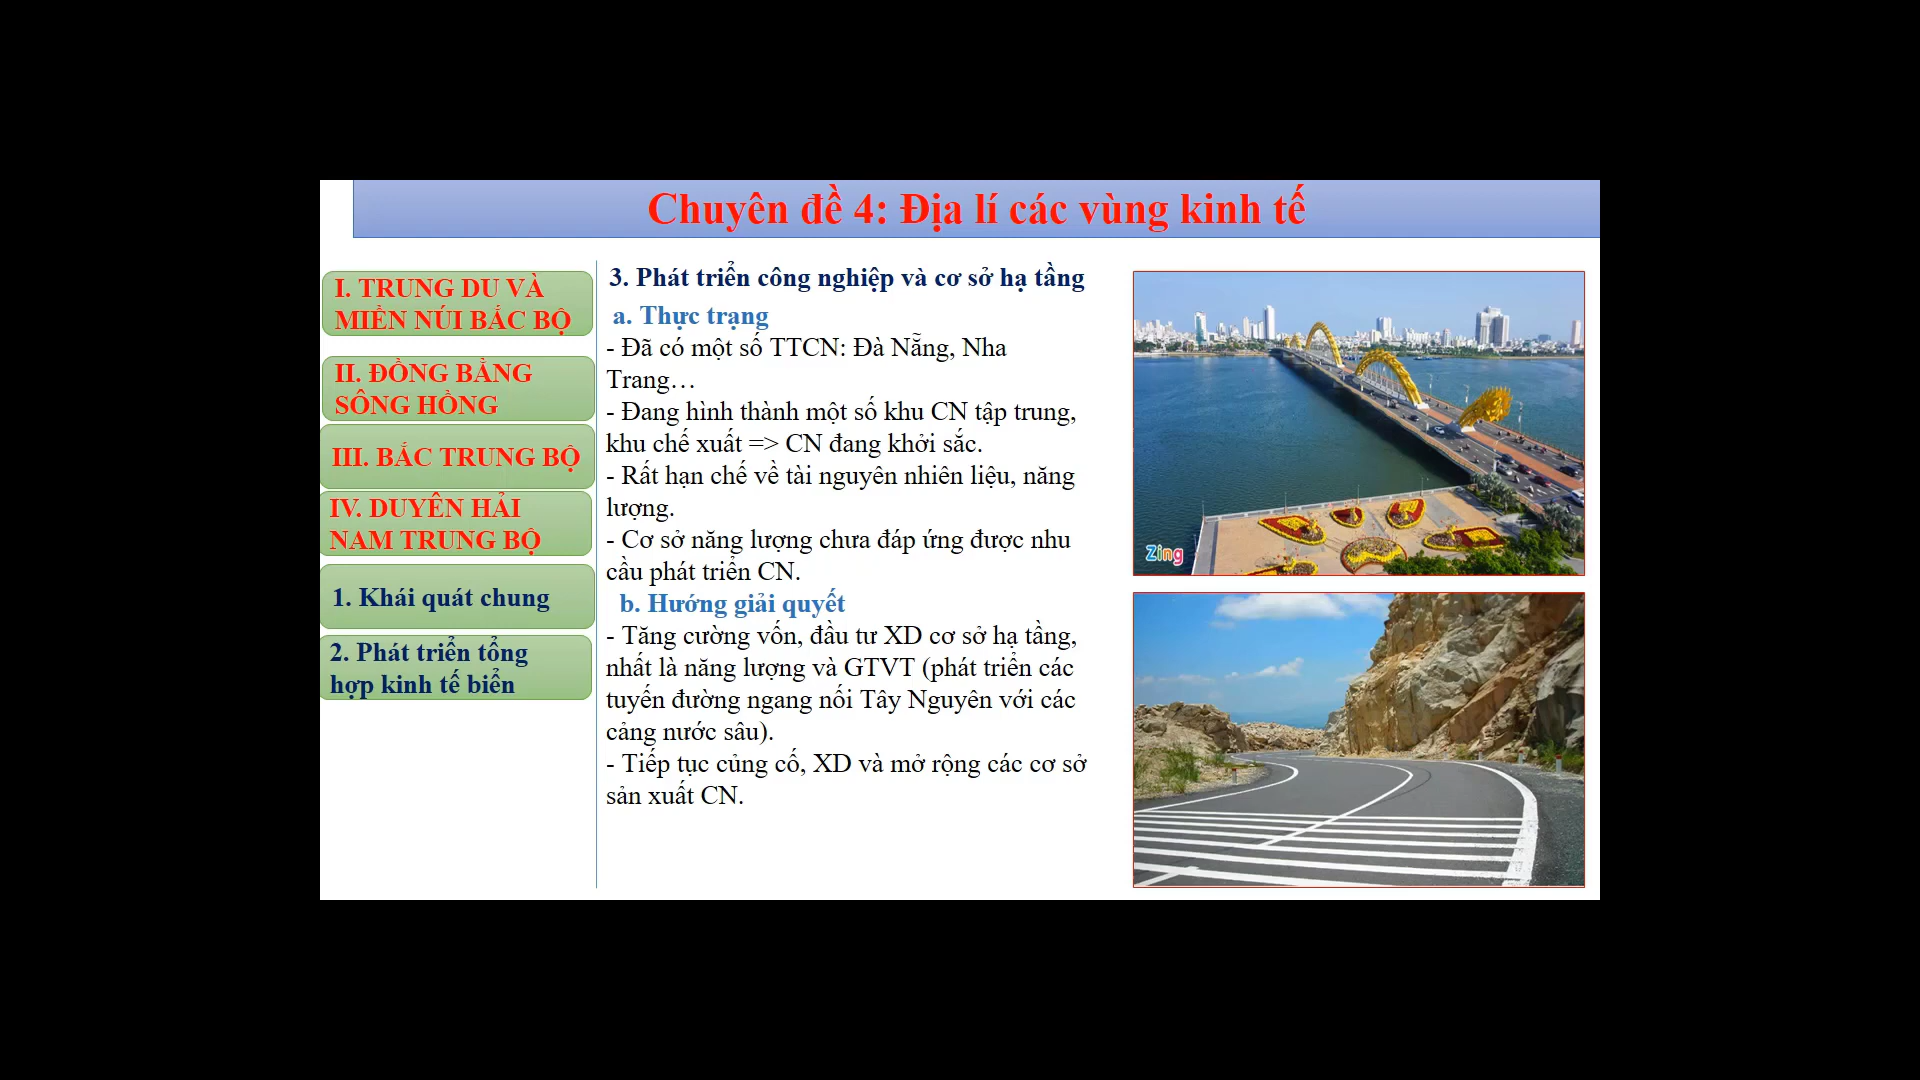 Chuyên đề 4: Địa lí các vùng kinh tế
I. TRUNG DU VÀ
MIỀN NÚI BẮC BỘ
II. ĐỒNG BẰNG
SÔNG HỒNG
III. BẮC TRUNG BỘ
IV. DUYÊN HẢI
NAM TRUNG BỘ
1. Khái quát chung
2. Phát triển tổng
hợp kinh tế biển
3. Phát triển công nghiệp và cơ sở hạ tầng
a. Thực trạng
- Đã có một số TTCN: Đà Nẵng, Nha
Trang…
- Đang hình thành một số khu CN tập trung,
khu chế xuất => CN đang khởi sắc.
- Rất hạn chế về tài nguyên nhiên liệu, năng
lượng.
- Cơ sở năng lượng chưa đáp ứng được nhu
cầu phát triển CN.
b. Hướng giải quyết
- Tăng cường vốn, đầu tư XD cơ sở hạ tầng,
nhất là năng lượng và GTVT (phát triển các
tuyến đường ngang nối Tây Nguyên với các
cảng nước sâu).
- Tiếp tục củng cố, XD và mở rộng các cơ sở
sản xuất CN.
Zing